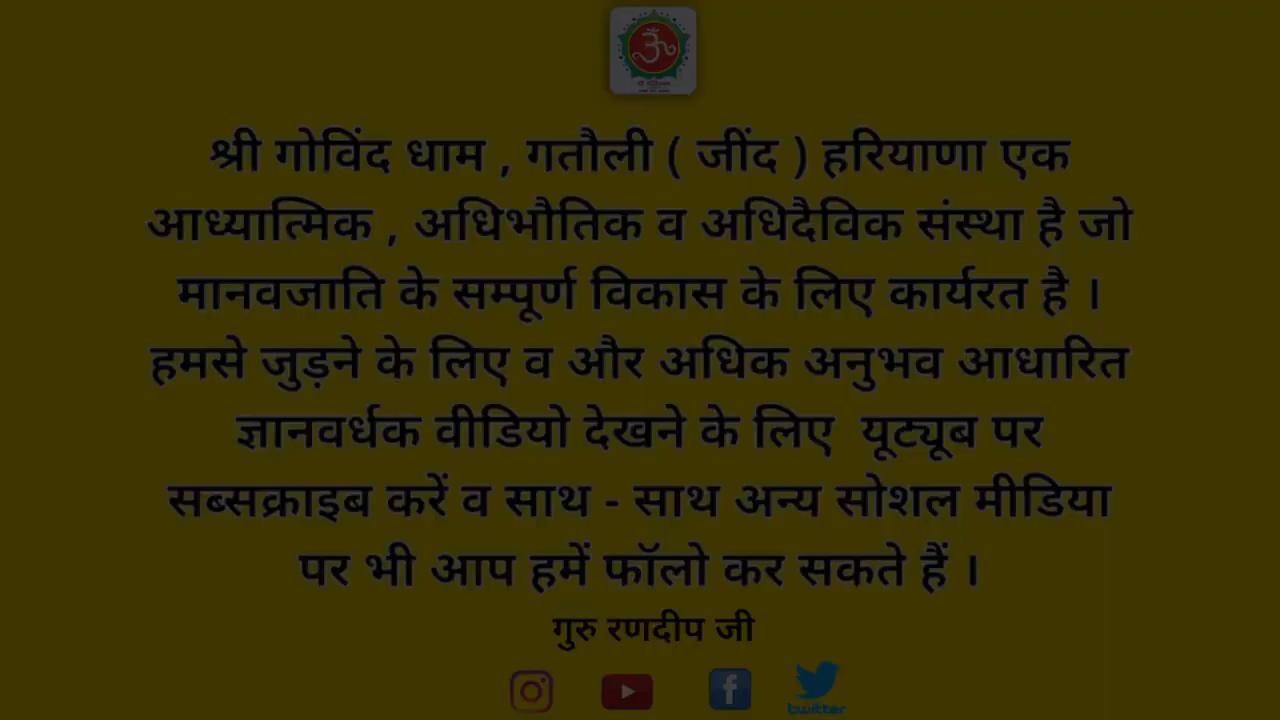 ॐ
श्री गोविंद धाम , गतौली ( जींद ) हरियाणा एक
आध्यात्मिक , अधिभौतिक व अधिदैविक संस्था है जो
मानवजाति के सम्पूर्ण विकास के लिए कार्यरत है ।
हमसे जुड़ने के लिए व और अधिक अनुभव आधारित
ज्ञानवर्धक वीडियो देखने के लिए यूट्यूब पर
सब्सक्राइब करें व साथ - साथ अन्य सोशल मीडिया
पर भी आप हमें फॉलो कर सकते हैं ।
गुरु रणदीप जी
twitter